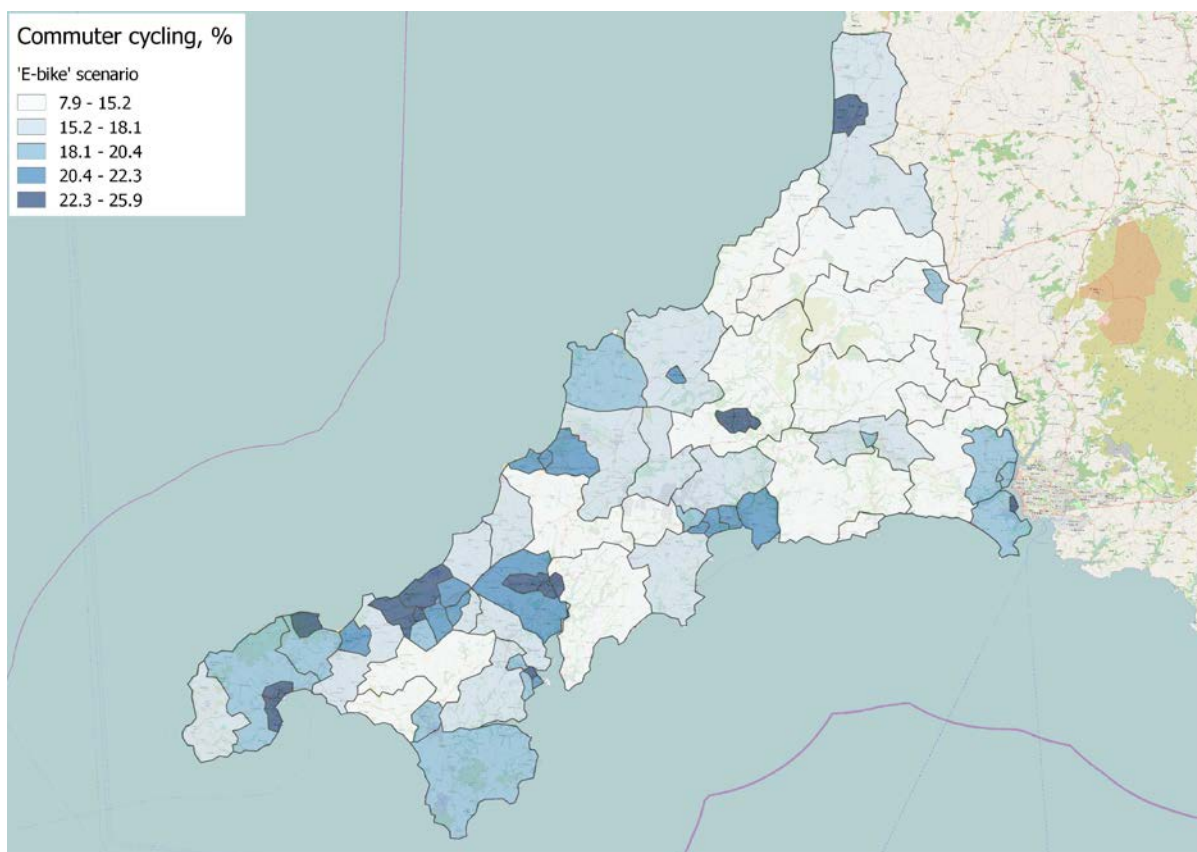 Commuter cycling, %
'E-bike' scenario
7.9 - 15.2
15.2 - 18.1
18.1 - 20.4
20.4 - 22.3
22.3 - 25.9